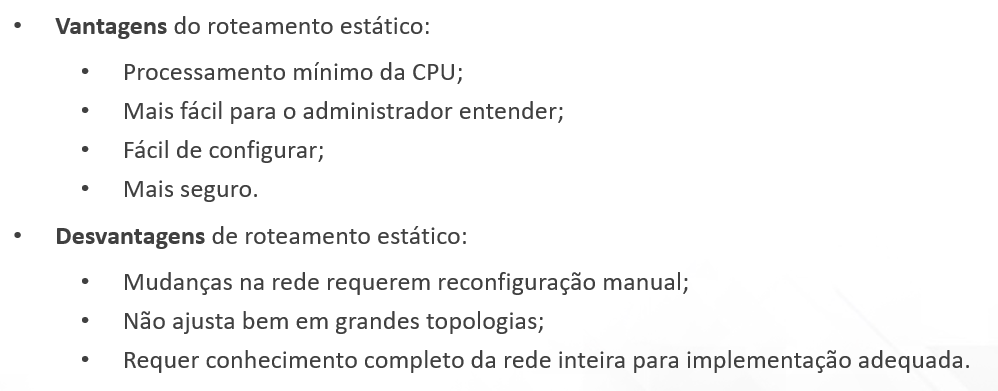 • Vantagens do roteamento estático:
• Processamento mínimo da CPU;
• Mais fácil para o administrador entender;
• Fácil de configurar;
• Mais seguro.
• Desvantagens de roteamento estático:
• Mudanças na rede requerem reconfiguração manual;
• Não ajusta bem em grandes topologias;
• Requer conhecimento completo da rede inteira para implementação adequada.